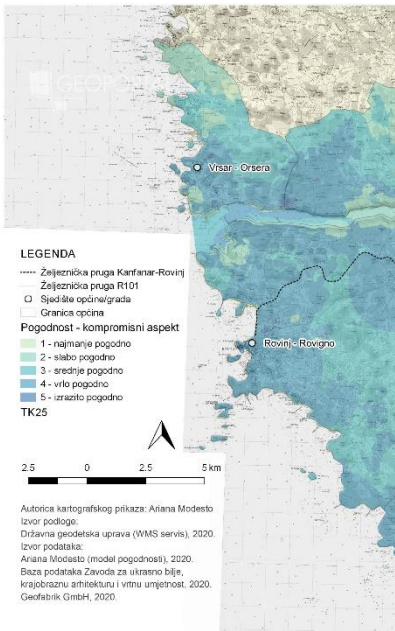 GEOPORTAL
Vrsar - Orsera
LEGENDA
Željeznička pruga Kanfanar-Rovinj
Željeznička pruga R101
Sjedište općine/grada
Granica općina
Pogodnost - kompromisni aspekt
1 - najmanje pogodno
2 - slabo pogodno
3 - srednje pogodno
4 - vrlo pogodno
5 - izrazito pogodno
TK25
Rovinj - Rovigno
2.5 0 2.5 5 km
Autorica kartografskog prikaza: Ariana Modesto
Izvor podloge:
Državna geodetska uprava (WMS servis), 2020.
Izvor podataka:
Ariana Modesto (model pogodnosti), 2020.
Baza podataka Zavoda za ukrasno bilje,
krajobraznu arhitekturu i vrtnu umjetnost, 2020.
Geofabrik GmbH, 2020.